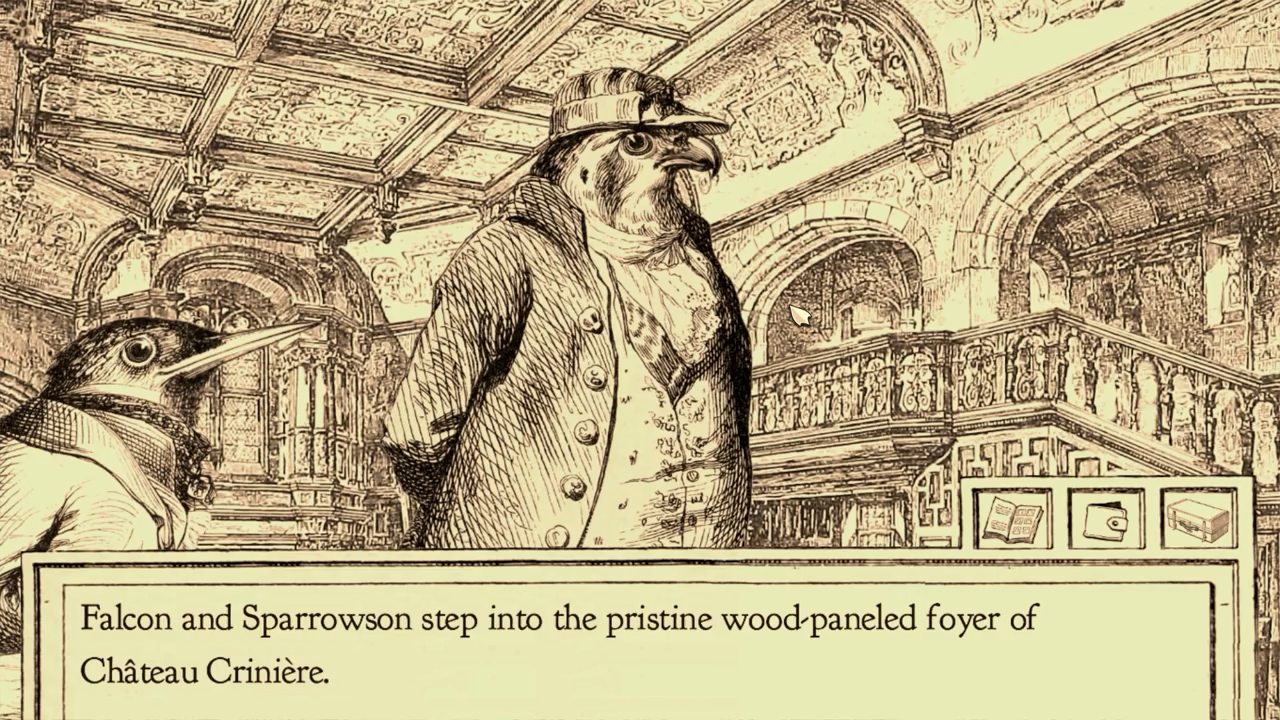 Falcon and Sparrowson step into the pristine wood-paneled foyer of
Château Crinière.